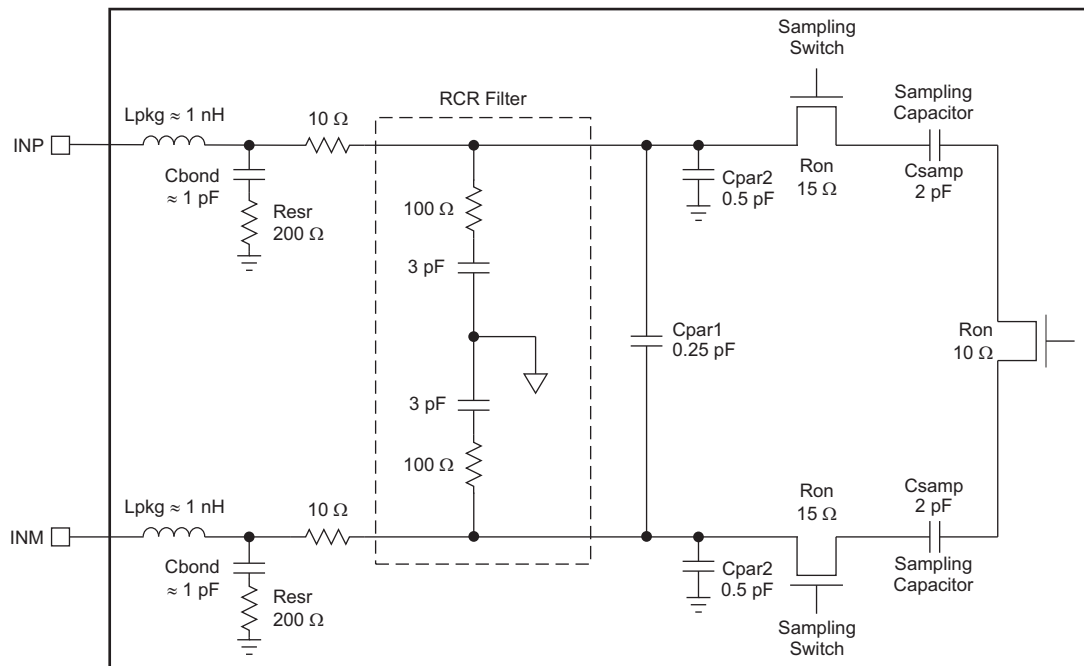 Sampling
Switch
Sampling
Capacitor
RCR Filter
Lpkg ≈ 1 nH
10 Ω
INP
Cbond
≈ 1 pF
Resr
200 Ω
100 Ω
3 pF
Cpar2
0.5 pF
Ron
15 Ω
Csamp
2 pF
Cpar1
0.25 pF
Ron
10 Ω
3 pF
100 Ω
Lpkg ≈ 1 nH
10 Ω
INM
Cbond
≈ 1 pF
Resr
200 Ω
Cpar2
0.5 pF
Ron
15 Ω
Csamp
2 pF
Sampling
Capacitor
Sampling
Switch